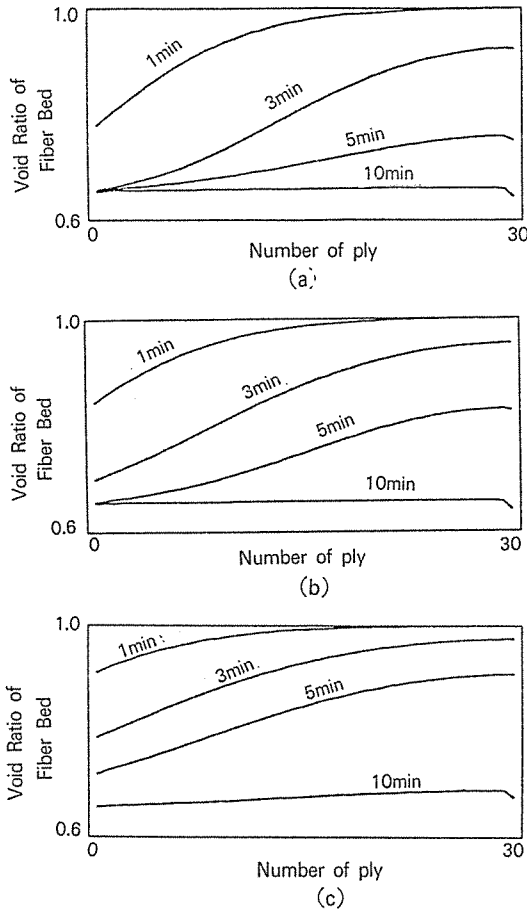 Void Ratio of
Fiber Bed
1.0
0.6
1min
3min
5min
10min
0
30
Number of ply
(a)
Void Ratio of
Fiber Bed
1.0
0.6
1min
3min
5min
10min
0
30
Number of ply
(b)
Void Ratio of
Fiber Bed
1.0
0.6
1min
3min
5min
10min
0
30
Number of ply
(c)